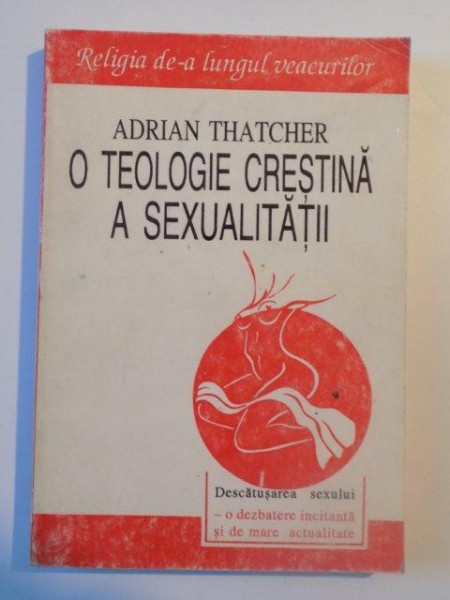 Religia de-a lungul veacurilor
ADRIAN THATCHER
O TEOLOGIE CREȘTINĂ
A SEXUALITĂȚII
Descătușarea sexului
– o dezbatere incitantă
și de mare actualitate